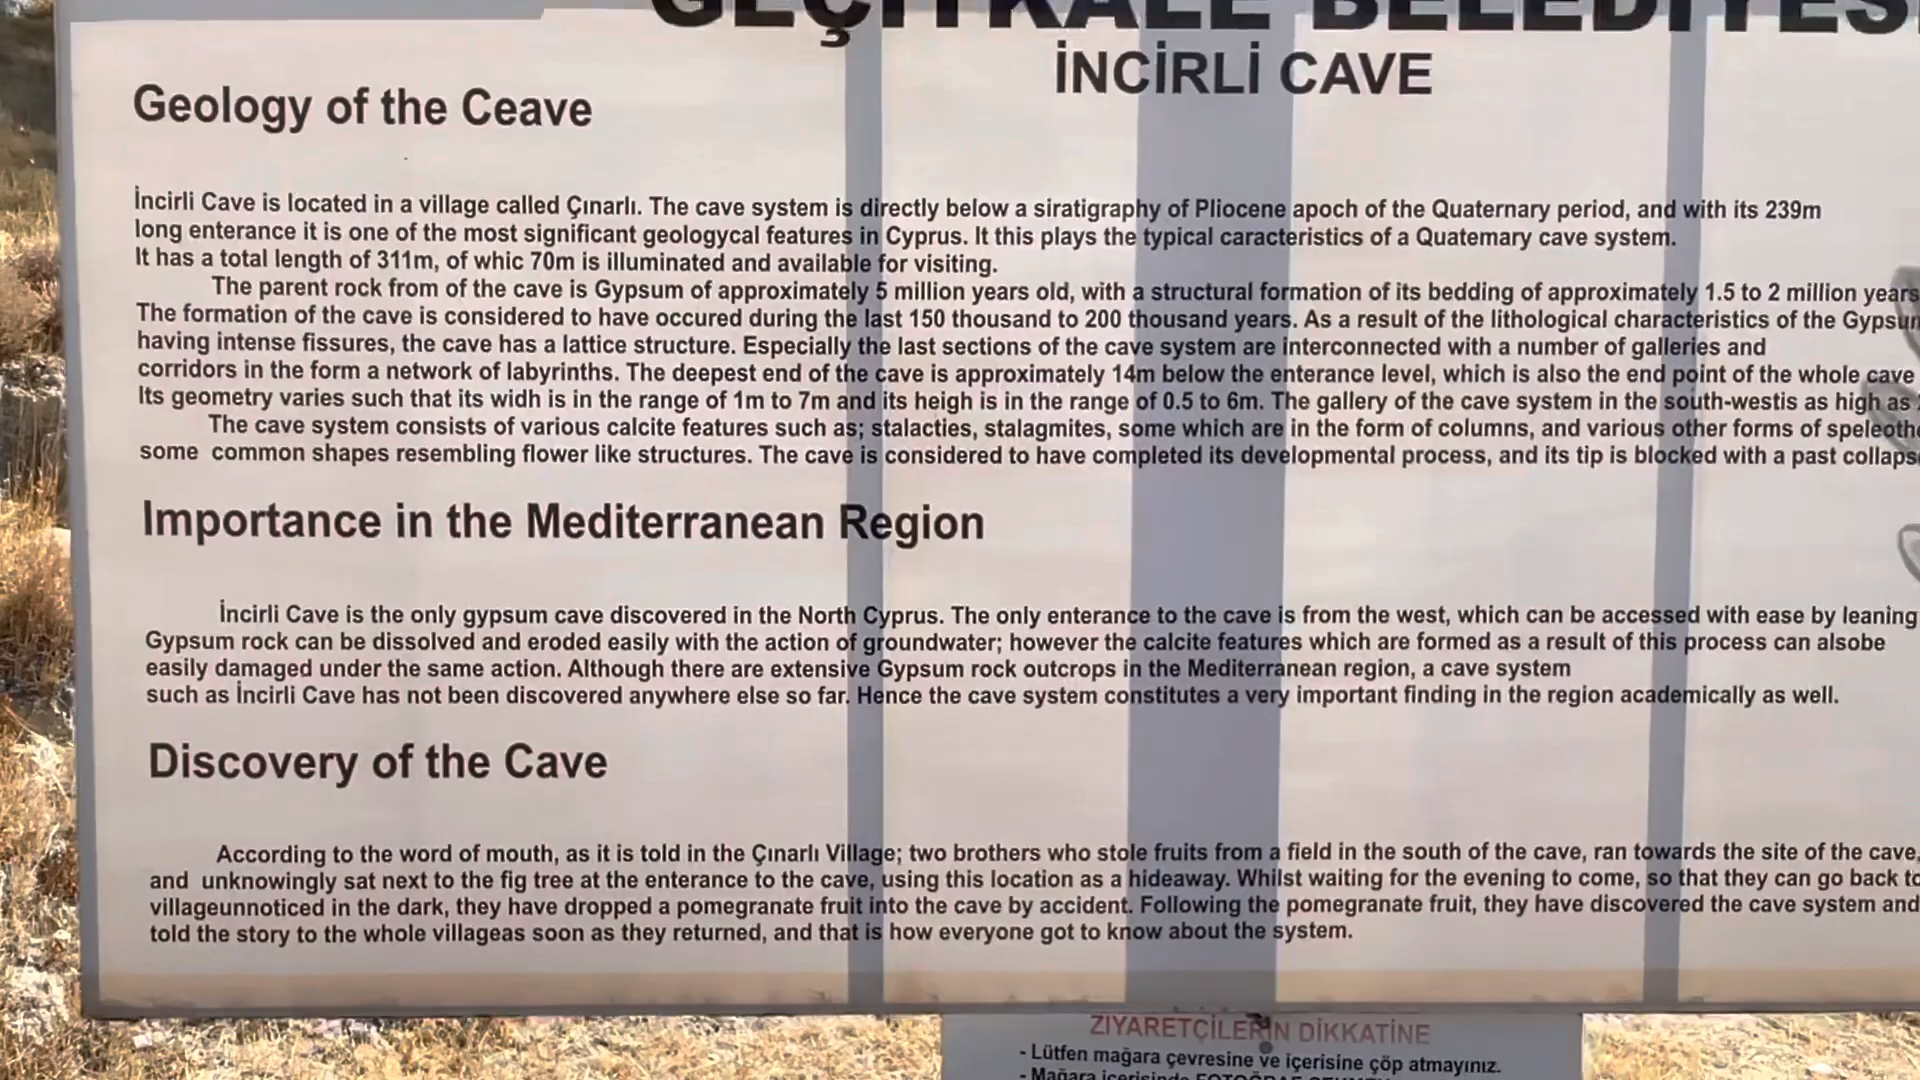 GEÇİTKALE BELEDİYES
İNCİRLİ CAVE
Geology of the Ceave
İncirli Cave is located in a village called Çınarlı. The cave system is directly below a siratigraphy of Pliocene apoch of the Quaternary period, and with its 239m
long enterance it is one of the most significant geologycal features in Cyprus. It this plays the typical caracteristics of a Quatemary cave system.
It has a total length of 311m, of whic 70m is illuminated and available for visiting.
The parent rock from of the cave is Gypsum of approximately 5 million years old, with a structural formation of its bedding of approximately 1.5 to 2 million years
The formation of the cave is considered to have occured during the last 150 thousand to 200 thousand years. As a result of the lithological characteristics of the Gypsum
having intense fissures, the cave has a lattice structure. Especially the last sections of the cave system are interconnected with a number of galleries and
corridors in the form a network of labyrinths. The deepest end of the cave is approximately 14m below the enterance level, which is also the end point of the whole cave
Its geometry varies such that its widh is in the range of 1m to 7m and its heigh is in the range of 0.5 to 6m. The gallery of the cave system in the south-westis as high as
The cave system consists of various calcite features such as; stalacties, stalagmites, some which are in the form of columns, and various other forms of speleothe
some common shapes resembling flower like structures. The cave is considered to have completed its developmental process, and its tip is blocked with a past collaps
Importance in the Mediterranean Region
İncirli Cave is the only gypsum cave discovered in the North Cyprus. The only enterance to the cave is from the west, which can be accessed with ease by leaning
Gypsum rock can be dissolved and eroded easily with the action of groundwater; however the calcite features which are formed as a result of this process can alsobe
easily damaged under the same action. Although there are extensive Gypsum rock outcrops in the Mediterranean region, a cave system
such as İncirli Cave has not been discovered anywhere else so far. Hence the cave system constitutes a very important finding in the region academically as well.
Discovery of the Cave
According to the word of mouth, as it is told in the Çınarlı Village; two brothers who stole fruits from a field in the south of the cave, ran towards the site of the cave,
and unknowingly sat next to the fig tree at the enterance to the cave, using this location as a hideaway. Whilst waiting for the evening to come, so that they can go back to
villageunnoticed in the dark, they have dropped a pomegranate fruit into the cave by accident. Following the pomegranate fruit, they have discovered the cave system and
told the story to the whole villageas soon as they returned, and that is how everyone got to know about the system.
ZİYARETÇİLERİN DİKKATİNE
- Lütfen mağara çevresine ve içerisine çöp atmayınız.
- Mağara içerisinde FOTOĞRAF